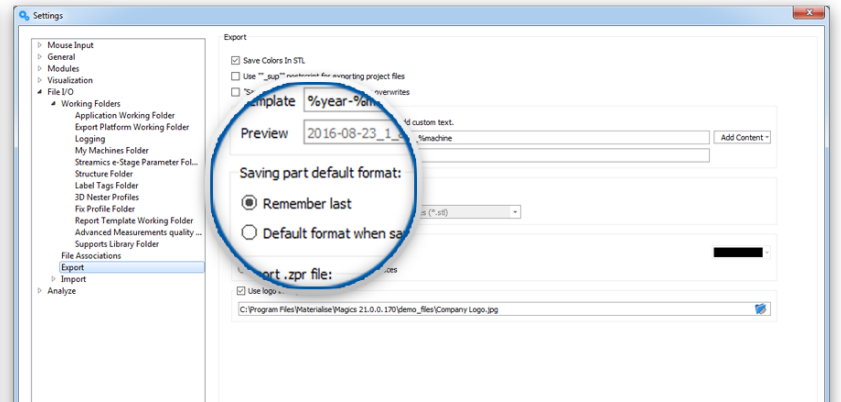 Settings
Mouse Input
General
Modules
Visualization
File I/O
Working Folders
Application Working Folder
Export Platform Working Folder
Logging
My Machines Folder
Streamics e-Stage Parameter Fol...
Structure Folder
Label Tags Folder
3D Nester Profiles
Fix Profile Folder
Report Template Working Folder
Advanced Measurements quality ...
Supports Library Folder
File Associations
Export
Import
Analyze
Export
Save Colors In STL
Use ""_sup"" postscript for exporting project files
overwrites
%year-%m
Preview
2016-08-23_1_
custom text.
_%machine
Add Content
Saving part default format:
Remember last
(*.stl)
Default format when sa
.zpr file:
Use logo
C:\Program Files\Materialise\Magics 21.0.0.170\demo_files\Company Logo.jpg